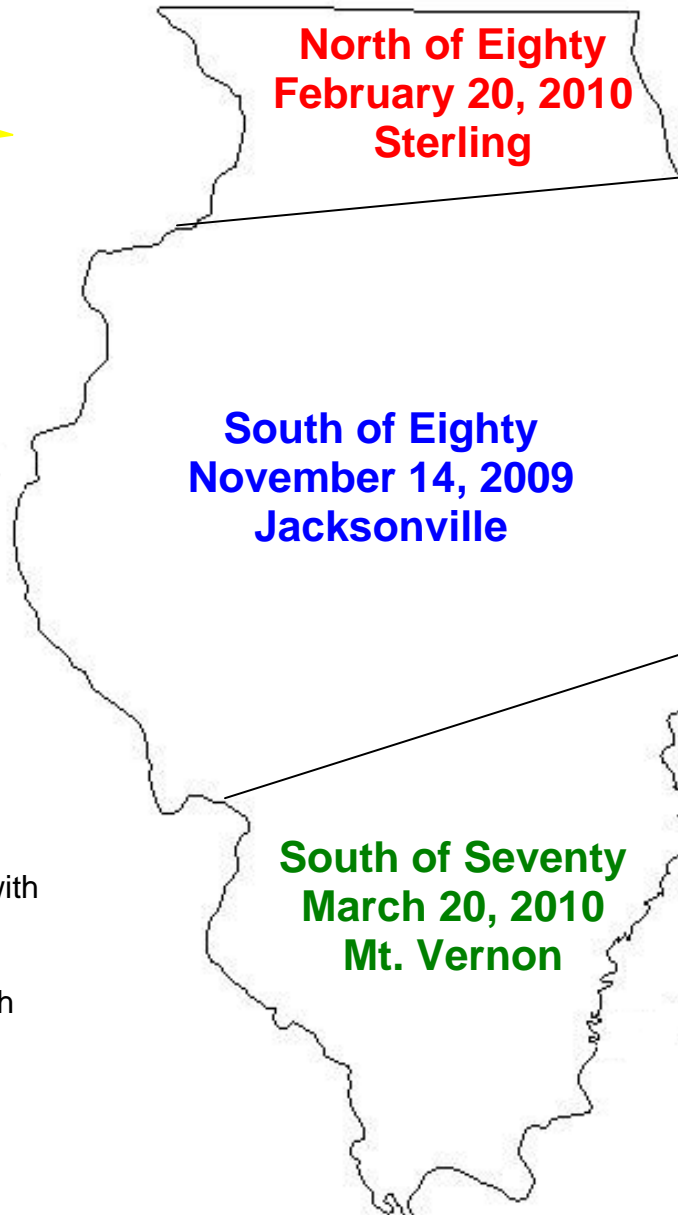 North of Eighty
February 20, 2010
Sterling
South of Eighty
November 14, 2009
Jacksonville
South of Seventy
March 20, 2010
Mt. Vernon
with